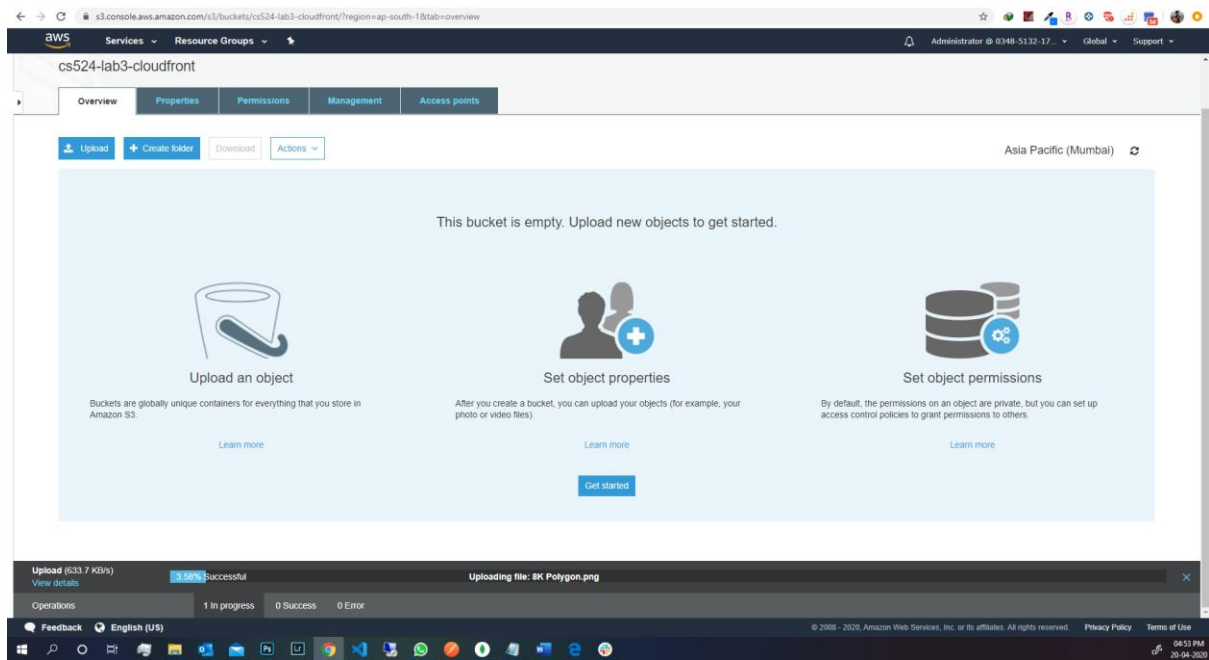 s3.console.aws.amazon.com/s3/buckets/cs524-lab3-cloudfront/?region=ap-south-1&tab=overview
aws Services Resource Groups Administrator @ 0348-5132-17... Global Support
cs524-lab3-cloudfront
Overview Properties Permissions Management Access points
Upload Create folder Download Actions Asia Pacific (Mumbai)
This bucket is empty. Upload new objects to get started.
Upload an object Set object properties Set object permissions
Buckets are globally unique containers for everything that you store in
Amazon S3.
After you create a bucket, you can upload your objects (for example, your
photo or video files).
By default, the permissions on an object are private, but you can set up
access control policies to grant permissions to others.
Learn more Learn more Learn more
Get started
Upload (633.7 KB/s)
View details
3.58% Successful Uploading file: 8K Polygon.png
Operations 1 In progress 0 Success 0 Error
Feedback English (US) © 2008 - 2020, Amazon Web Services, Inc. or its affiliates. All rights reserved. Privacy Policy Terms of Use
Ps Lr
04:53 PM
20-04-2020